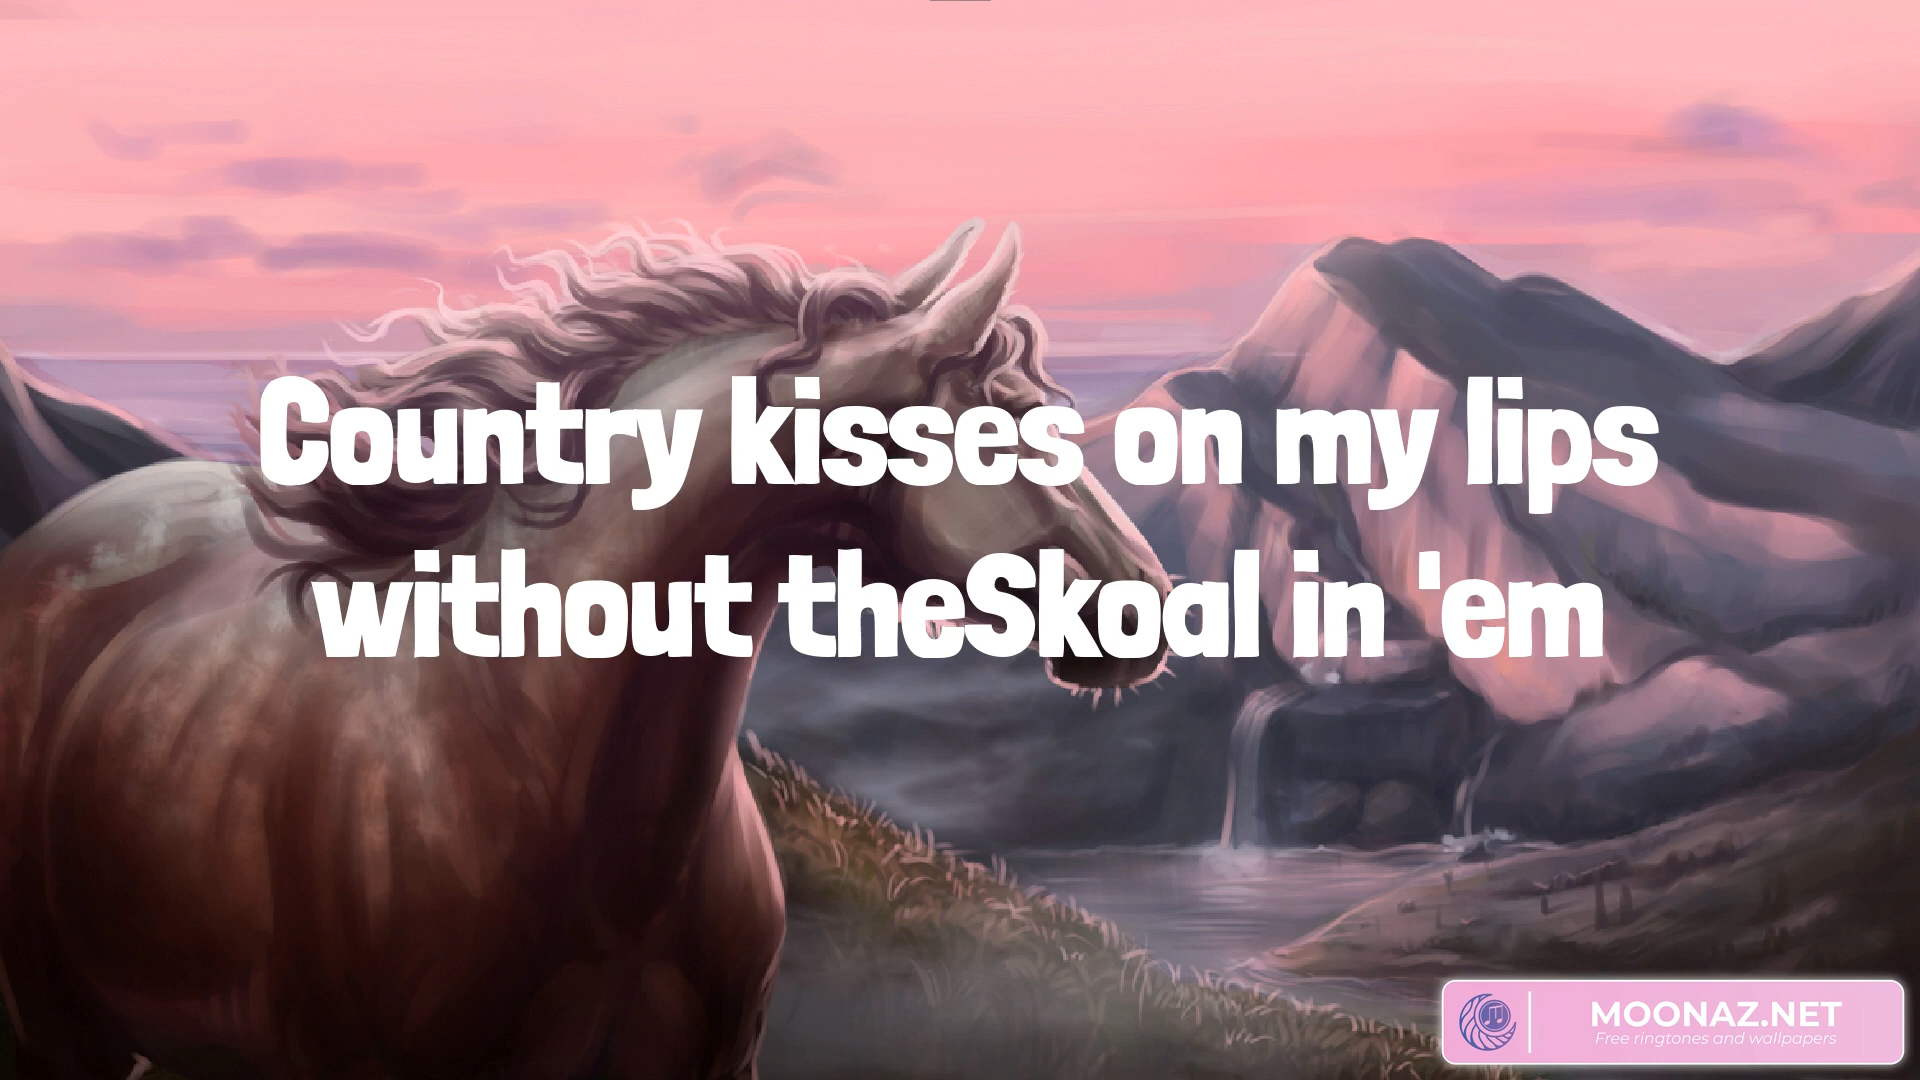 Country kisses on my lips
without theSkoal in 'em
MOONAZ.NET
Free ringtones and wallpapers